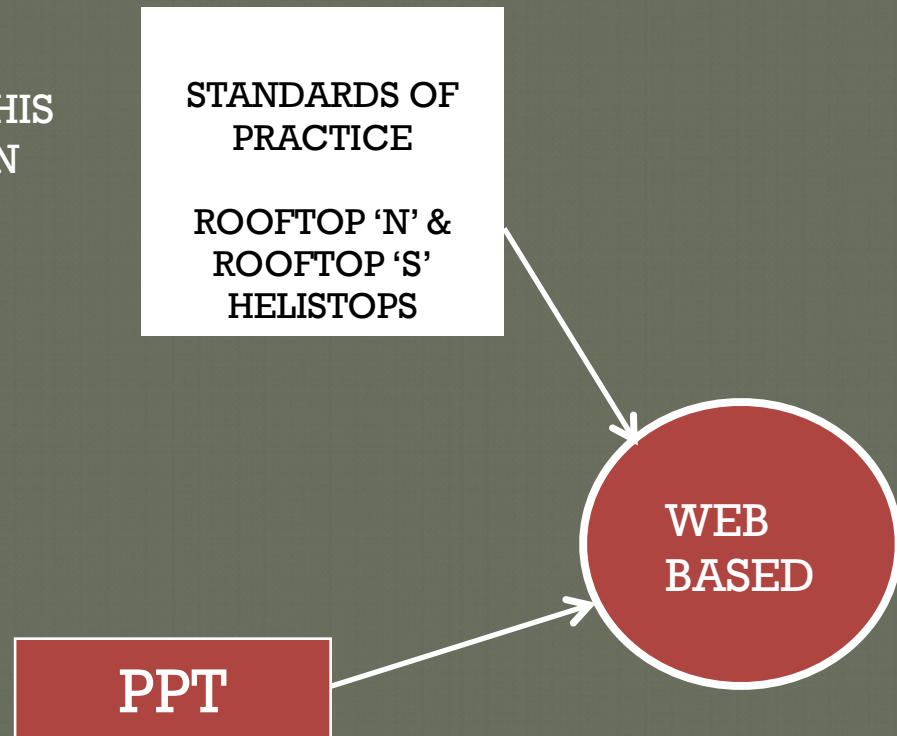 STANDARDS OF
PRACTICE
ROOFTOP ‘N’ &
ROOFTOP ‘S’
HELISTOPS
WEB
BASED
PPT